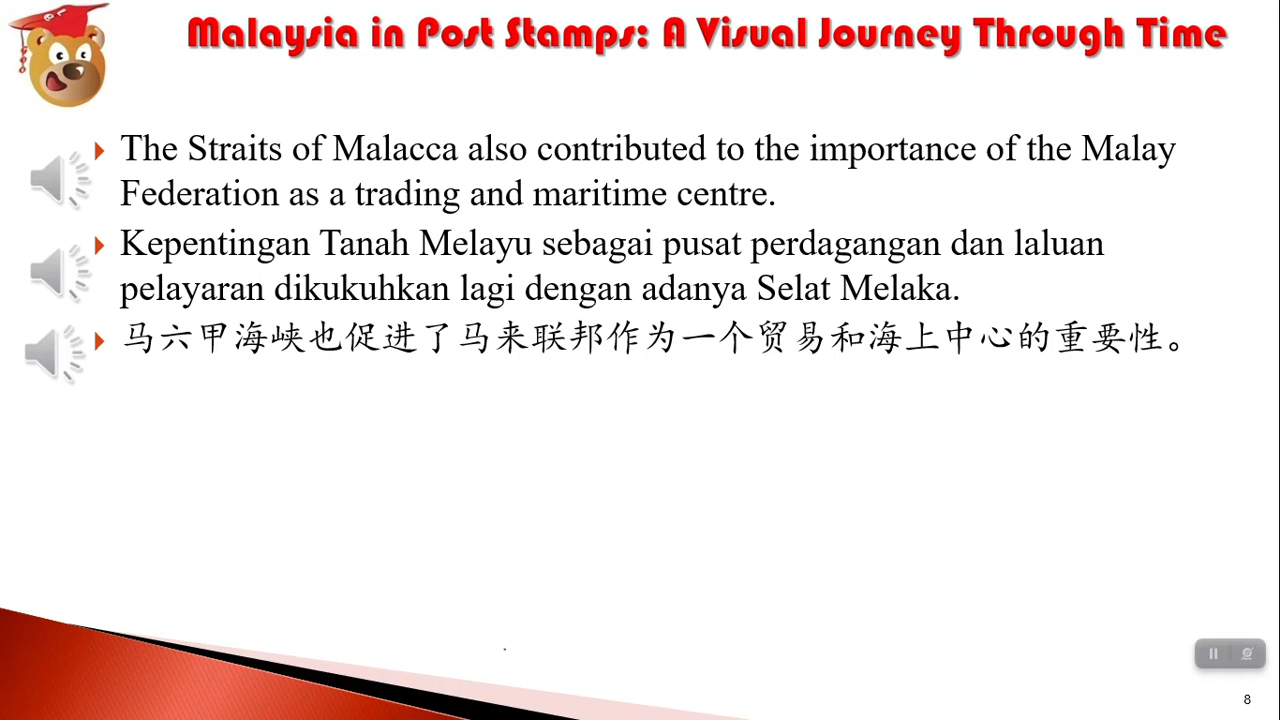 Malaysia in Post Stamps: A Visual Journey Through Time
The Straits of Malacca also contributed to the importance of the Malay
Federation as a trading and maritime centre.
Kepentingan Tanah Melayu sebagai pusat perdagangan dan laluan
pelayaran dikukuhkan lagi dengan adanya Selat Melaka.
马六甲海峡也促进了马来联邦作为一个贸易和海上中心的重要性。
8